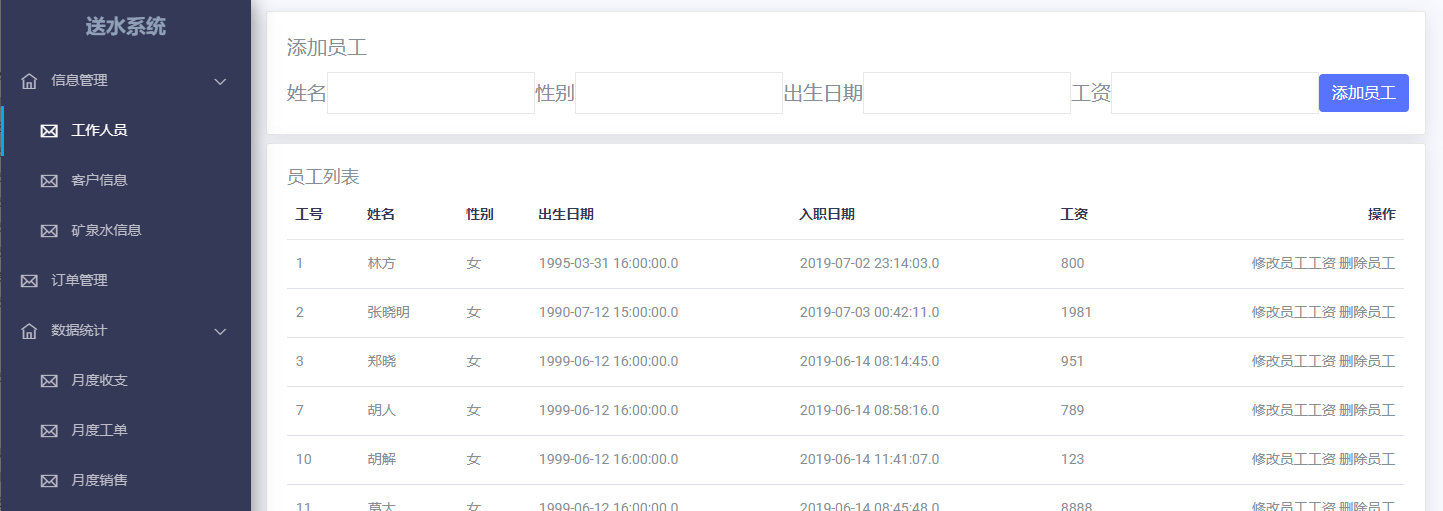 送水系统
信息管理
工作人员
客户信息
矿泉水信息
订单管理
数据统计
月度收支
月度工单
月度销售
添加员工
姓名 性别 出生日期 工资 添加员工
员工列表
工号 姓名 性别 出生日期 入职日期 工资 操作
1 林方 女 1995-03-31 16:00:00.0 2019-07-02 23:14:03.0 800 修改员工工资 删除员工
2 张晓明 女 1990-07-12 15:00:00.0 2019-07-03 00:42:11.0 1981 修改员工工资 删除员工
3 郑晓 女 1999-06-12 16:00:00.0 2019-06-14 08:14:45.0 951 修改员工工资 删除员工
7 胡人 女 1999-06-12 16:00:00.0 2019-06-14 08:58:16.0 789 修改员工工资 删除员工
10 胡解 女 1999-06-12 16:00:00.0 2019-06-14 11:41:07.0 123 修改员工工资 删除员工
11 女 1999-06-12 16:00:00.0 2019-06-14 08:45:48.0 8888 修改员工工资 删除员工